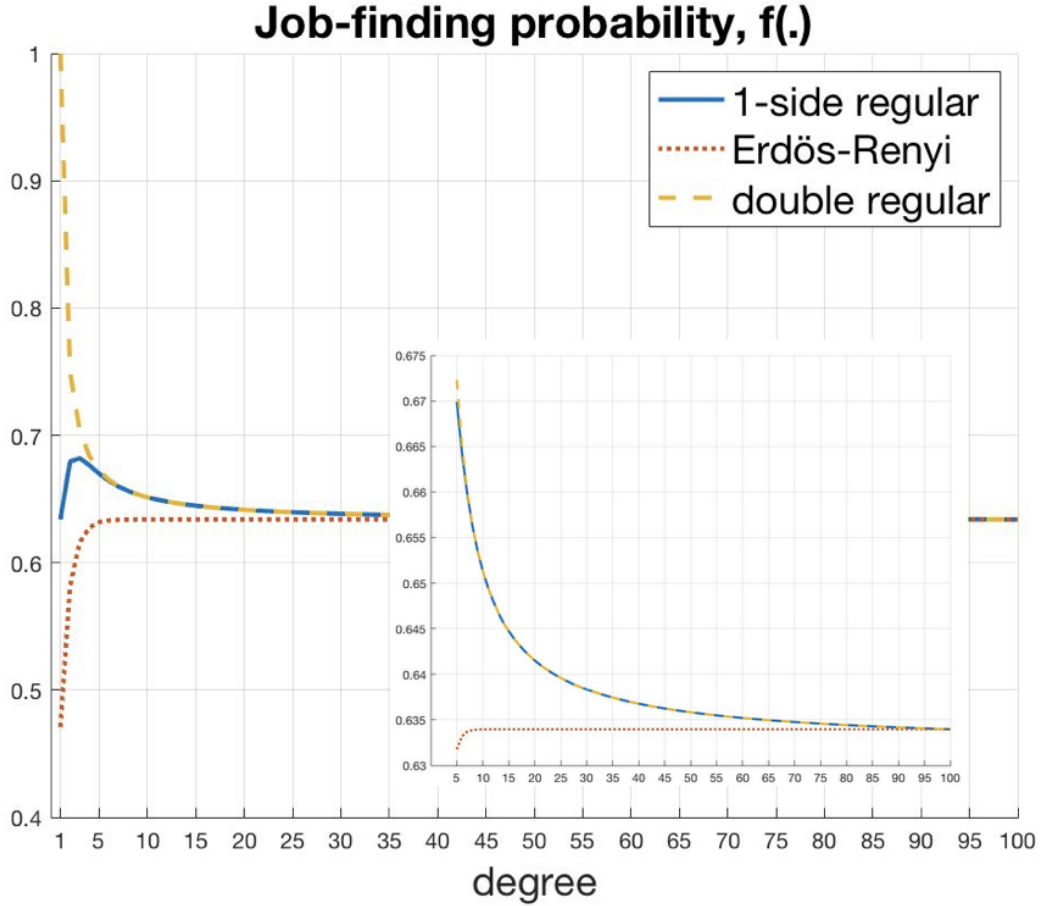 Job-finding probability, f(.)
1
0.9
0.8
0.7
0.6
0.5
0.4
1-side regular
Erdös-Renyi
double regular
0.675
0.67
0.665
0.66
0.655
0.65
0.645
0.64
0.635
0.63
5 10 15 20 25 30 35 40 45 50 55 60 65 70 75 80 85 90 95 100
1 5 10 15 20 25 30 35 40 45 50 55 60 65 70 75 80 85 90 95 100
degree